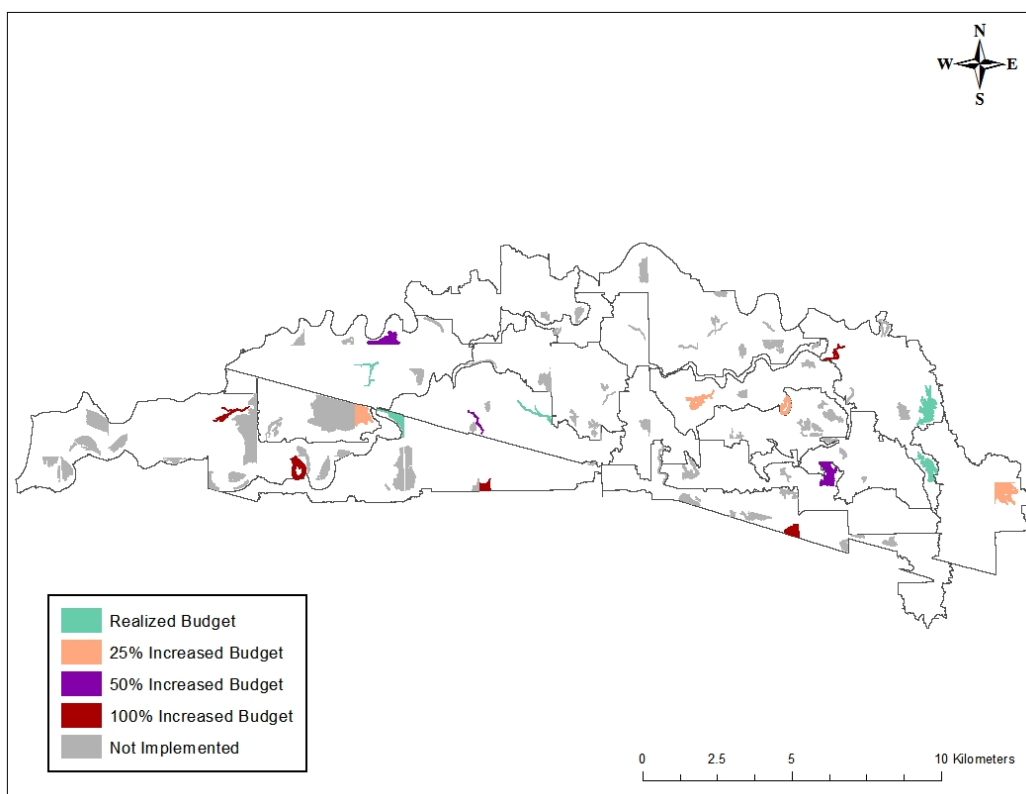 N
W E
S
Realized Budget
25% Increased Budget
50% Increased Budget
100% Increased Budget
Not Implemented
0 2.5 5 10 Kilometers